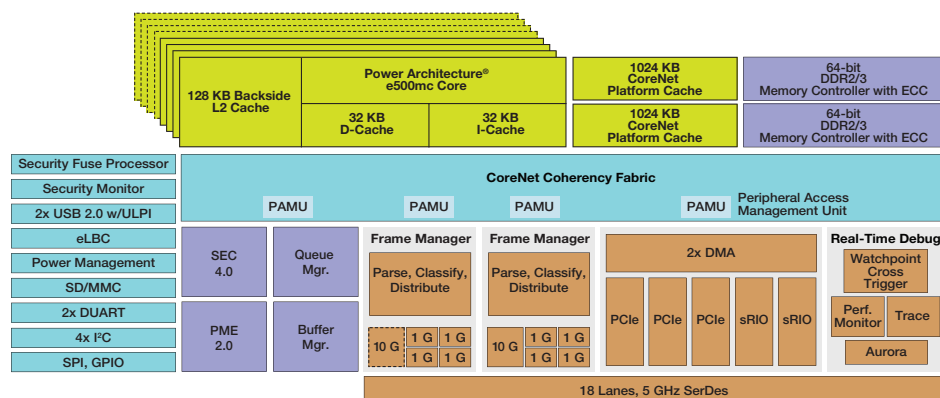 128 KB Backside
L2 Cache
Power Architecture®
e500mc Core
32 KB
D-Cache
32 KB
I-Cache
1024 KB
CoreNet
Platform Cache
1024 KB
CoreNet
Platform Cache
64-bit
DDR2/3
Memory Controller with ECC
64-bit
DDR2/3
Memory Controller with ECC
Security Fuse Processor
Security Monitor
2x USB 2.0 w/ULPI
eLBC
Power Management
SD/MMC
2x DUART
4x I²C
SPI, GPIO
CoreNet Coherency Fabric
PAMU
PAMU
PAMU
PAMU
Peripheral Access
Management Unit
SEC
4.0
Queue
Mgr.
PME
2.0
Buffer
Mgr.
Frame Manager
Parse, Classify,
Distribute
10 G
1 G
1 G
1 G
1 G
Frame Manager
Parse, Classify,
Distribute
10 G
1 G
1 G
1 G
1 G
2x DMA
PCIe
PCIe
PCIe
sRIO
sRIO
Real-Time Debug
Watchpoint
Cross
Trigger
Perf.
Monitor
Trace
Aurora
18 Lanes, 5 GHz SerDes